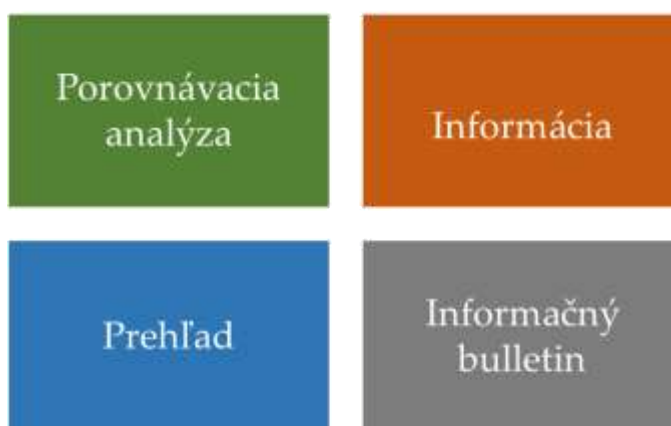 Porovnávacia
analýza
Informácia
Prehľad
Informačný
bulletin